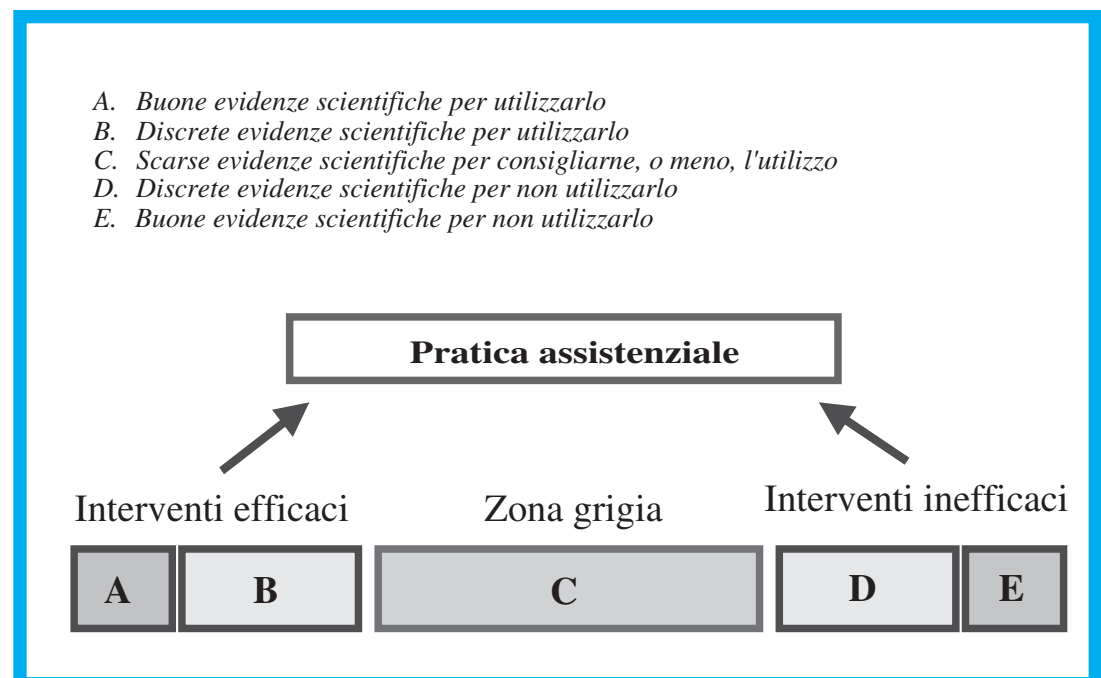 A. Buone evidenze scientifiche per utilizzarlo
B. Discrete evidenze scientifiche per utilizzarlo
C. Scarse evidenze scientifiche per consigliarne, o meno, l'utilizzo
D. Discrete evidenze scientifiche per non utilizzarlo
E. Buone evidenze scientifiche per non utilizzarlo
Pratica assistenziale
Interventi efficaci Zona grigia Interventi inefficaci
A B C D E